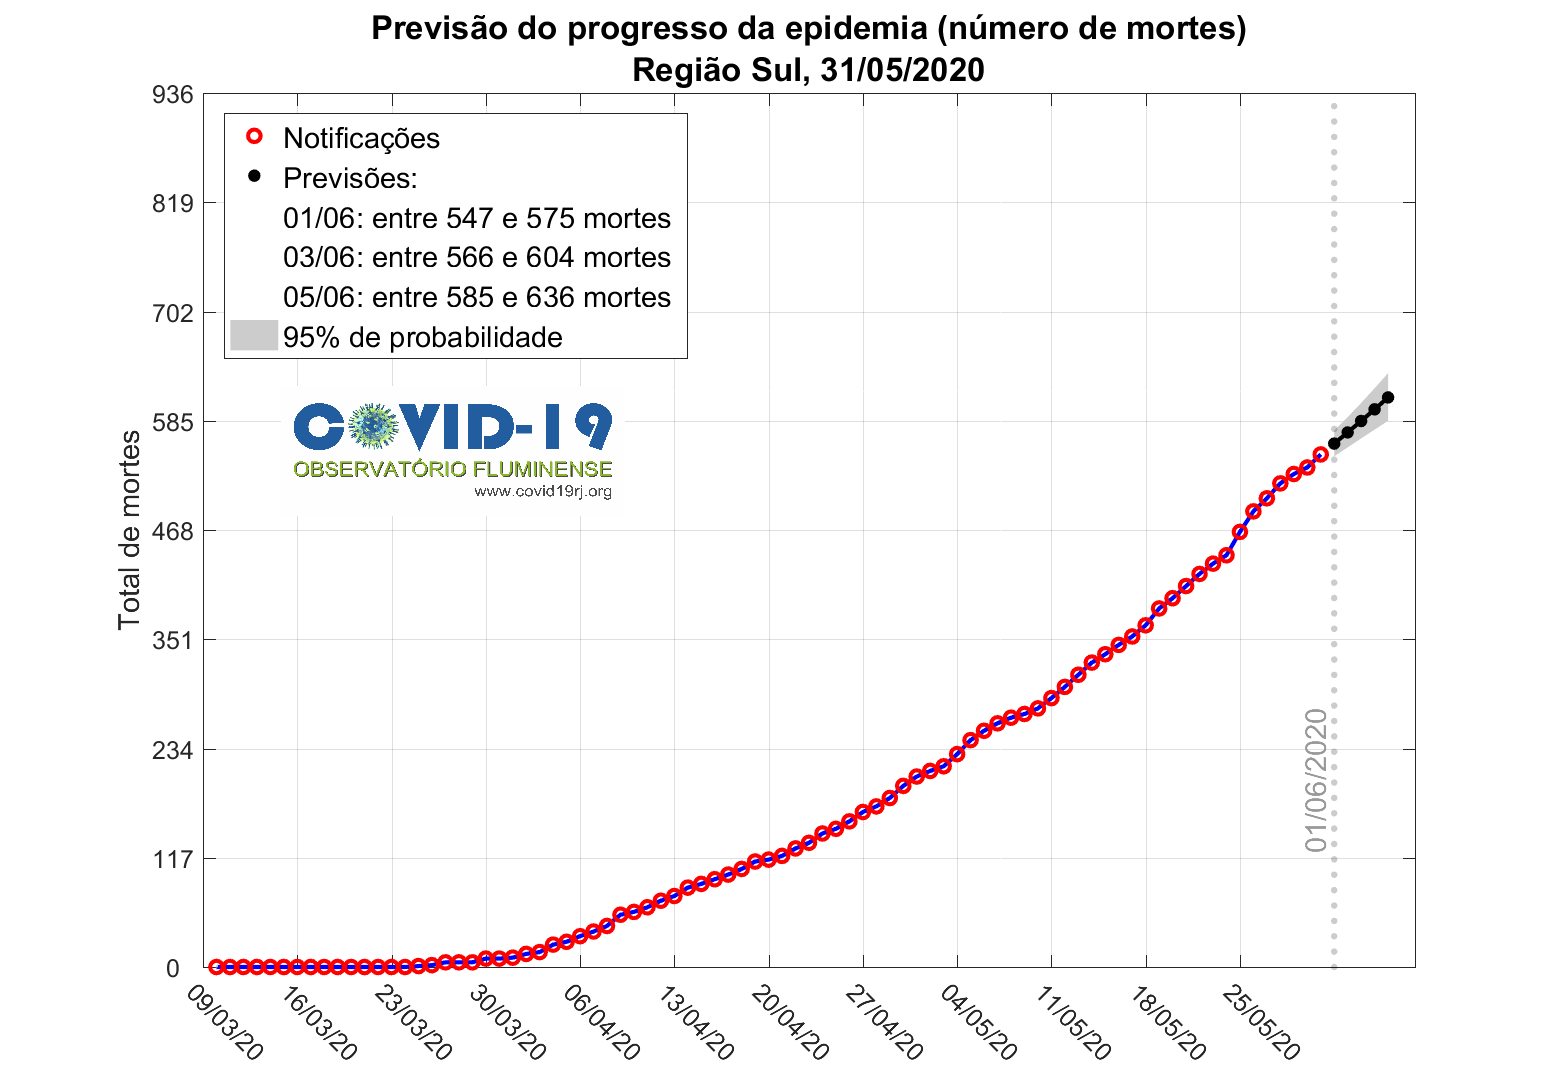 Previsão do progresso da epidemia (número de mortes)
Região Sul, 31/05/2020
936
819
702
585
468
351
234
117
0
Total de mortes
Notificações
Previsões:
01/06: entre 547 e 575 mortes
03/06: entre 566 e 604 mortes
05/06: entre 585 e 636 mortes
95% de probabilidade
COVID-19
OBSERVATÓRIO FLUMINENSE
www.covid19rj.org
01/06/2020
09/03/20
16/03/20
23/03/20
30/03/20
06/04/20
13/04/20
20/04/20
27/04/20
04/05/20
11/05/20
18/05/20
25/05/20